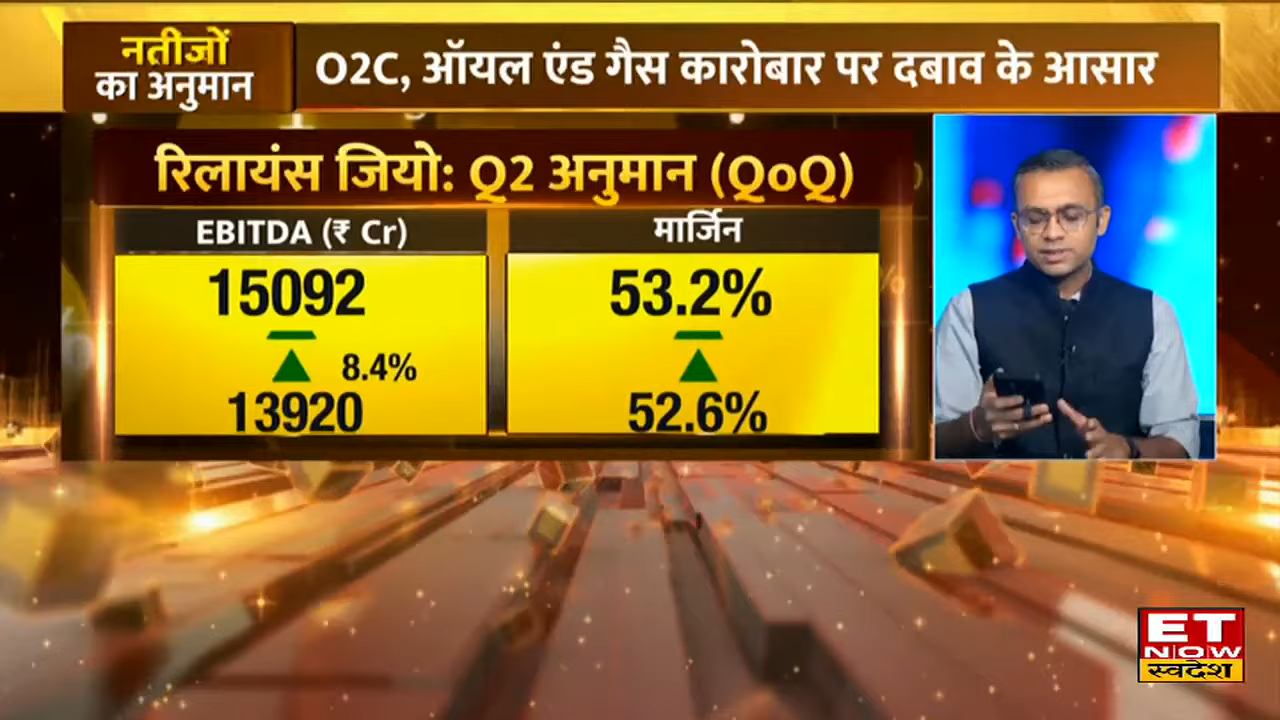 नतीजों
का अनुमान
O2C, ऑयल एंड गैस कारोबार पर दबाव के आसार
रिलायंस जियो: Q2 अनुमान (QoQ)
EBITDA (₹ Cr)
मार्जिन
15092
53.2%
8.4%
13920
52.6%
ET
NOW
स्वदेश